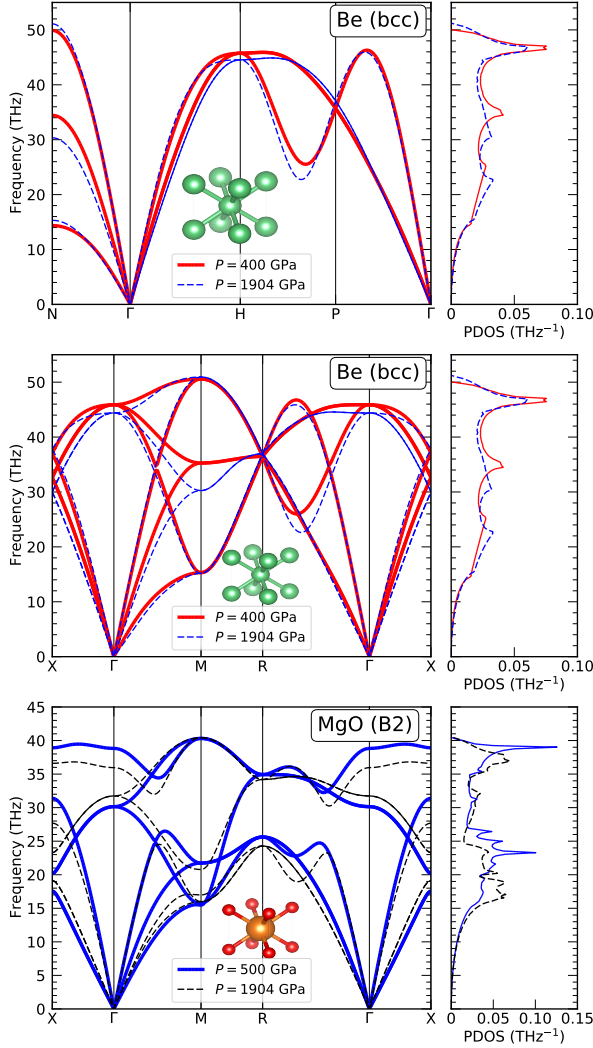 Be (bcc)
Frequency (THz)
50
40
30
20
10
0
P = 400 GPa
P = 1904 GPa
N Γ H P Γ
0 0.05 0.10
PDOS (THz⁻¹)
Be (bcc)
Frequency (THz)
50
40
30
20
10
0
P = 400 GPa
P = 1904 GPa
X Γ M R Γ X
0 0.05 0.10
PDOS (THz⁻¹)
MgO (B2)
Frequency (THz)
45
40
35
30
25
20
15
10
5
0
P = 500 GPa
P = 1904 GPa
X Γ M R Γ X
0 0.05 0.10 0.15
PDOS (THz⁻¹)